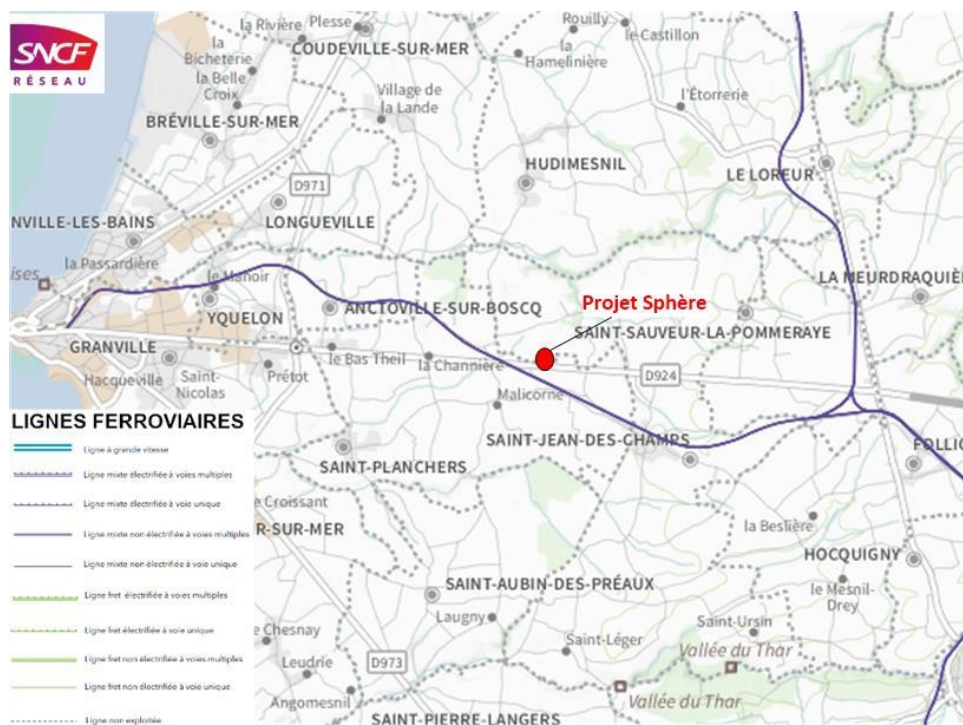 SNCF
RÉSEAU
la Rivière
Plesse
COUDEVILLE-SUR-MER
la
Bicheterie
la Belle
Croix
Village de
la Lande
BRÉVILLE-SUR-MER
Rouilly
le Castillon
la
Hamelinière
l'Étorrerie
HUDIMESNIL
LE LOREUR
D971
LONGUEVILLE
NVILLE-LES-BAINS
la Passardière
ises
le Manoir
YQUELON
ANCTOVILLE-SUR-BOSCQ
LA MEURDRAQUIÈR
Projet Sphère
SAINT-SAUVEUR-LA-POMMERAYE
GRANVILLE
Hacqueville
Saint-
Nicolas
Prétot
le Bas Theil
la Channière
D924
Malicorne
SAINT-JEAN-DES-CHAMPS
SAINT-PLANCHERS
FOLLIG
LIGNES FERROVIAIRES
Ligne à grande vitesse
Ligne mixte électrifiée à voies multiples
Ligne mixte électrifiée à voie unique
Ligne mixte non électrifiée à voies multiples
Ligne mixte non électrifiée à voie unique
Ligne fret électrifiée à voies multiples
Ligne fret électrifiée à voie unique
Ligne fret non électrifiée à voies multiples
Ligne fret non électrifiée à voie unique
Ligne non exploitée
e Croissant
R-SUR-MER
la Beslière
HOCQUIGNY
le Mesnil-
Drey
SAINT-AUBIN-DES-PRÉAUX
Laugny
Saint-Ursin
Saint-Léger
Vallée du Thar
Vallée du Thar
e Chesnay
Leudrie
D973
Angomesnil
SAINT-PIERRE-LANGERS